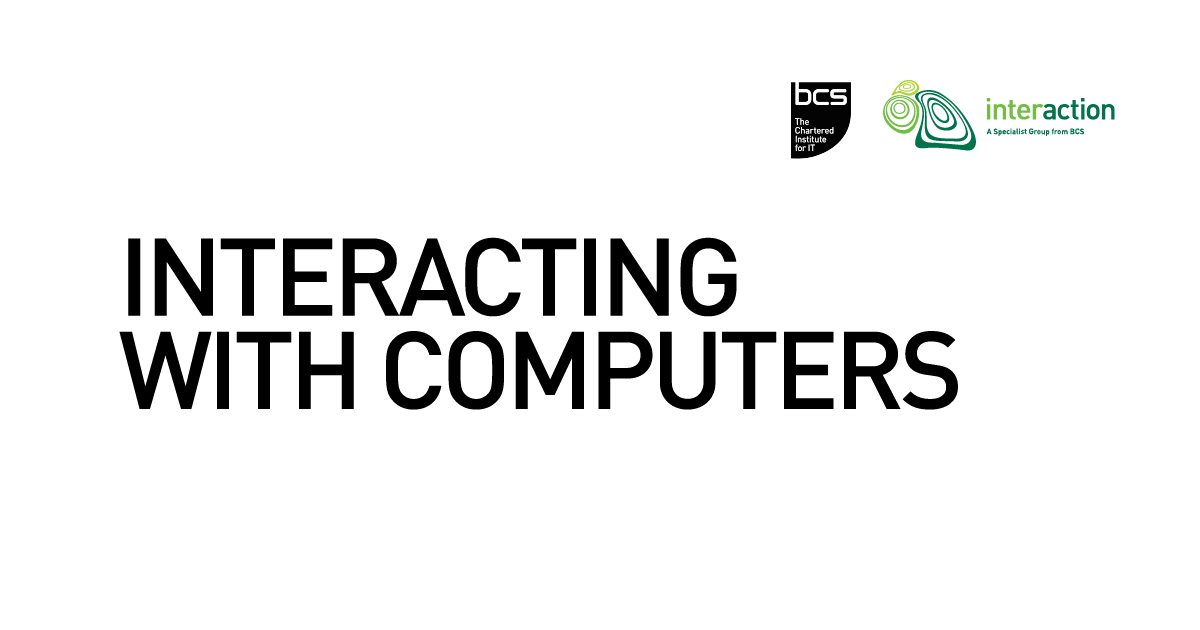 bcs
The
Chartered
Institute
for IT
interaction
A Specialist Group from BCS
INTERACTING
WITH COMPUTERS